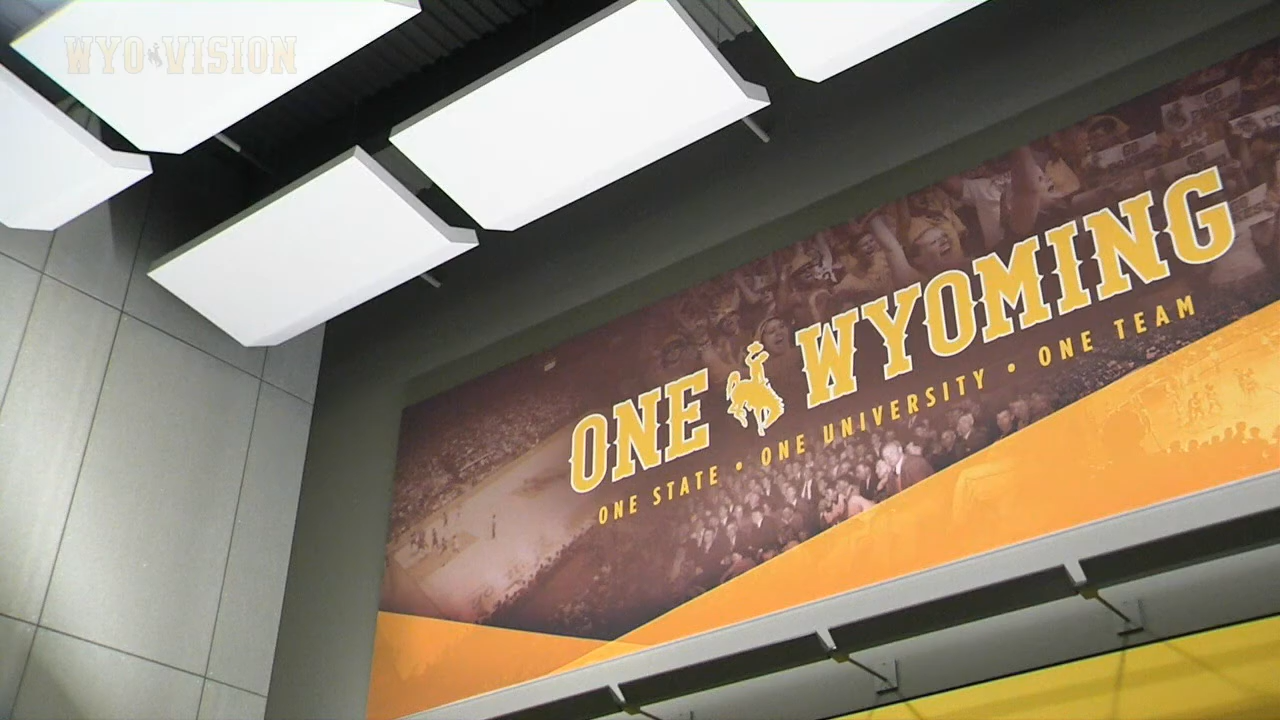 WYO VISION
ONE WYOMING
ONE STATE • ONE UNIVERSITY • ONE TEAM